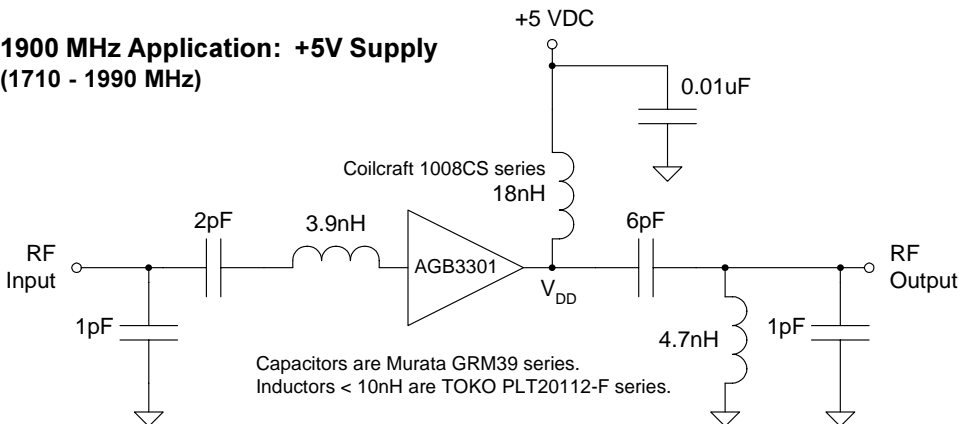 +5 VDC
1900 MHz Application: +5V Supply
(1710 - 1990 MHz)
0.01uF
Coilcraft 1008CS series
18nH
2pF
3.9nH
6pF
RF
Input
AGB3301
VDD
RF
Output
1pF
4.7nH
1pF
Capacitors are Murata GRM39 series.
Inductors < 10nH are TOKO PLT20112-F series.